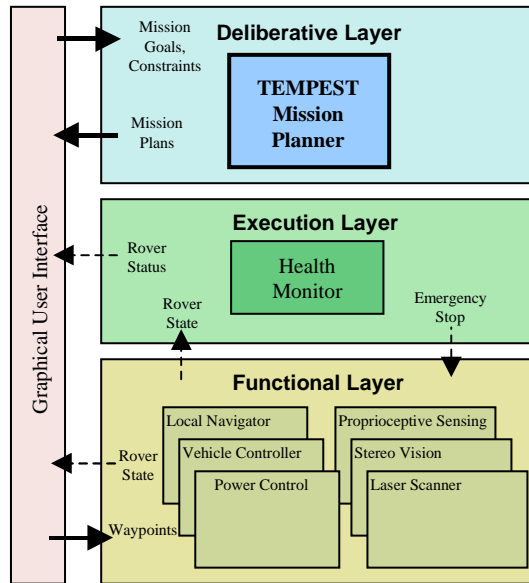 Graphical User Interface
Deliberative Layer
Mission
Goals,
Constraints
TEMPEST
Mission
Planner
Mission
Plans
Execution Layer
Health
Monitor
Rover
Status
Rover
State
Emergency
Stop
Functional Layer
Local Navigator
Vehicle Controller
Power Control
Proprioceptive Sensing
Stereo Vision
Laser Scanner
Rover
State
Waypoints